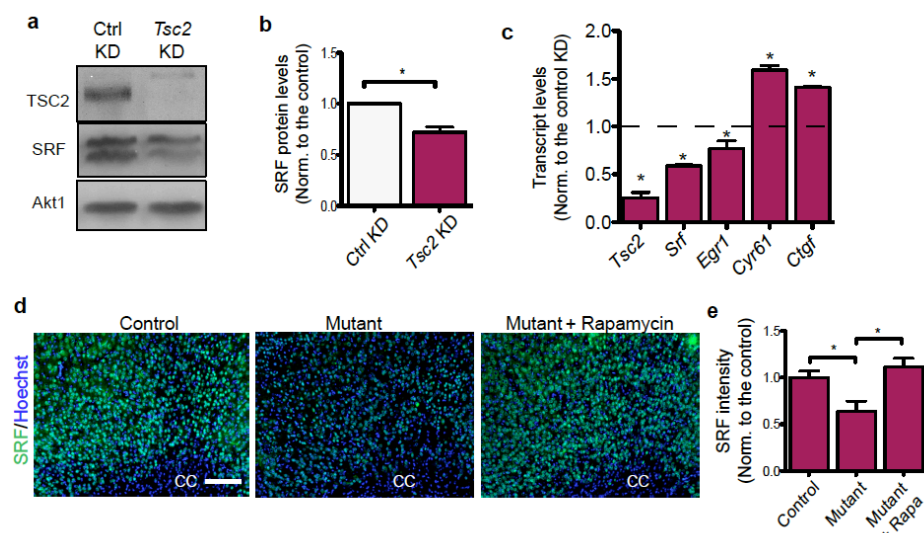 a
Ctrl KD
Tsc2 KD
TSC2
SRF
Akt1
b
SRF protein levels
(Norm. to the control)
1.5
1.0
0.5
0.0
*
Ctrl KD
Tsc2 KD
c
Transcript levels
(Norm. to the control KD)
2.0
1.5
1.0
0.5
0.0
*
*
*
*
*
Tsc2
Srf
Egr1
Cyr61
Ctgf
d
SRF/Hoechst
Control
Mutant
Mutant + Rapamycin
CC
CC
CC
e
SRF intensity
(Norm. to the control)
1.5
1.0
0.5
0.0
*
*
Control
Mutant
Mutant
Rapa